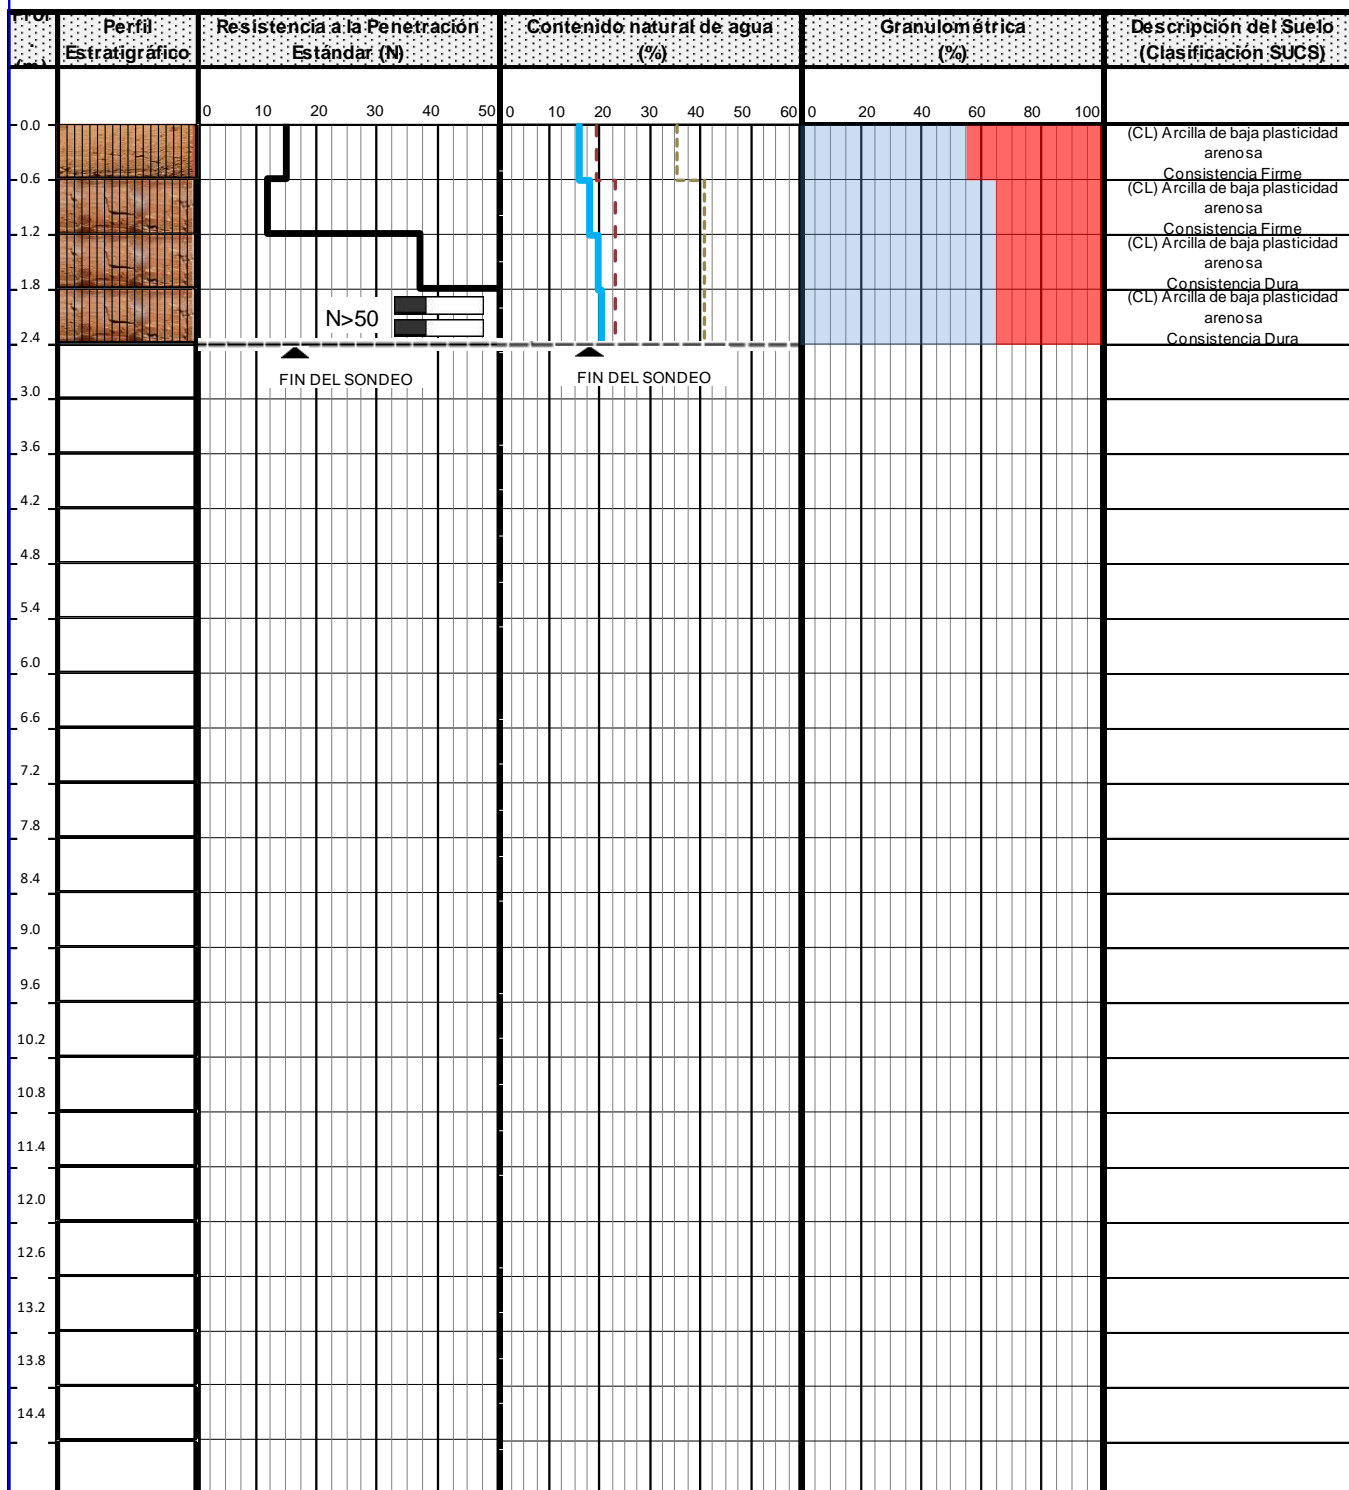 Perfil
Estratigráfico
Resistencia a la Penetración
Estándar (N)
Contenido natural de agua
(%)
Granulométrica
(%)
Descripción del Suelo
(Clasificación SUCS)
0 10 20 30 40 50
0 10 20 30 40 50 60
0 20 40 60 80 100
0.0
(CL) Arcilla de baja plasticidad
arenosa
Consistencia Firme
0.6
(CL) Arcilla de baja plasticidad
arenosa
Consistencia Firme
1.2
(CL) Arcilla de baja plasticidad
arenosa
Consistencia Dura
1.8
(CL) Arcilla de baja plasticidad
arenosa
Consistencia Dura
N>50
2.4
FIN DEL SONDEO
FIN DEL SONDEO
3.0
3.6
4.2
4.8
5.4
6.0
6.6
7.2
7.8
8.4
9.0
9.6
10.2
10.8
11.4
12.0
12.6
13.2
13.8
14.4